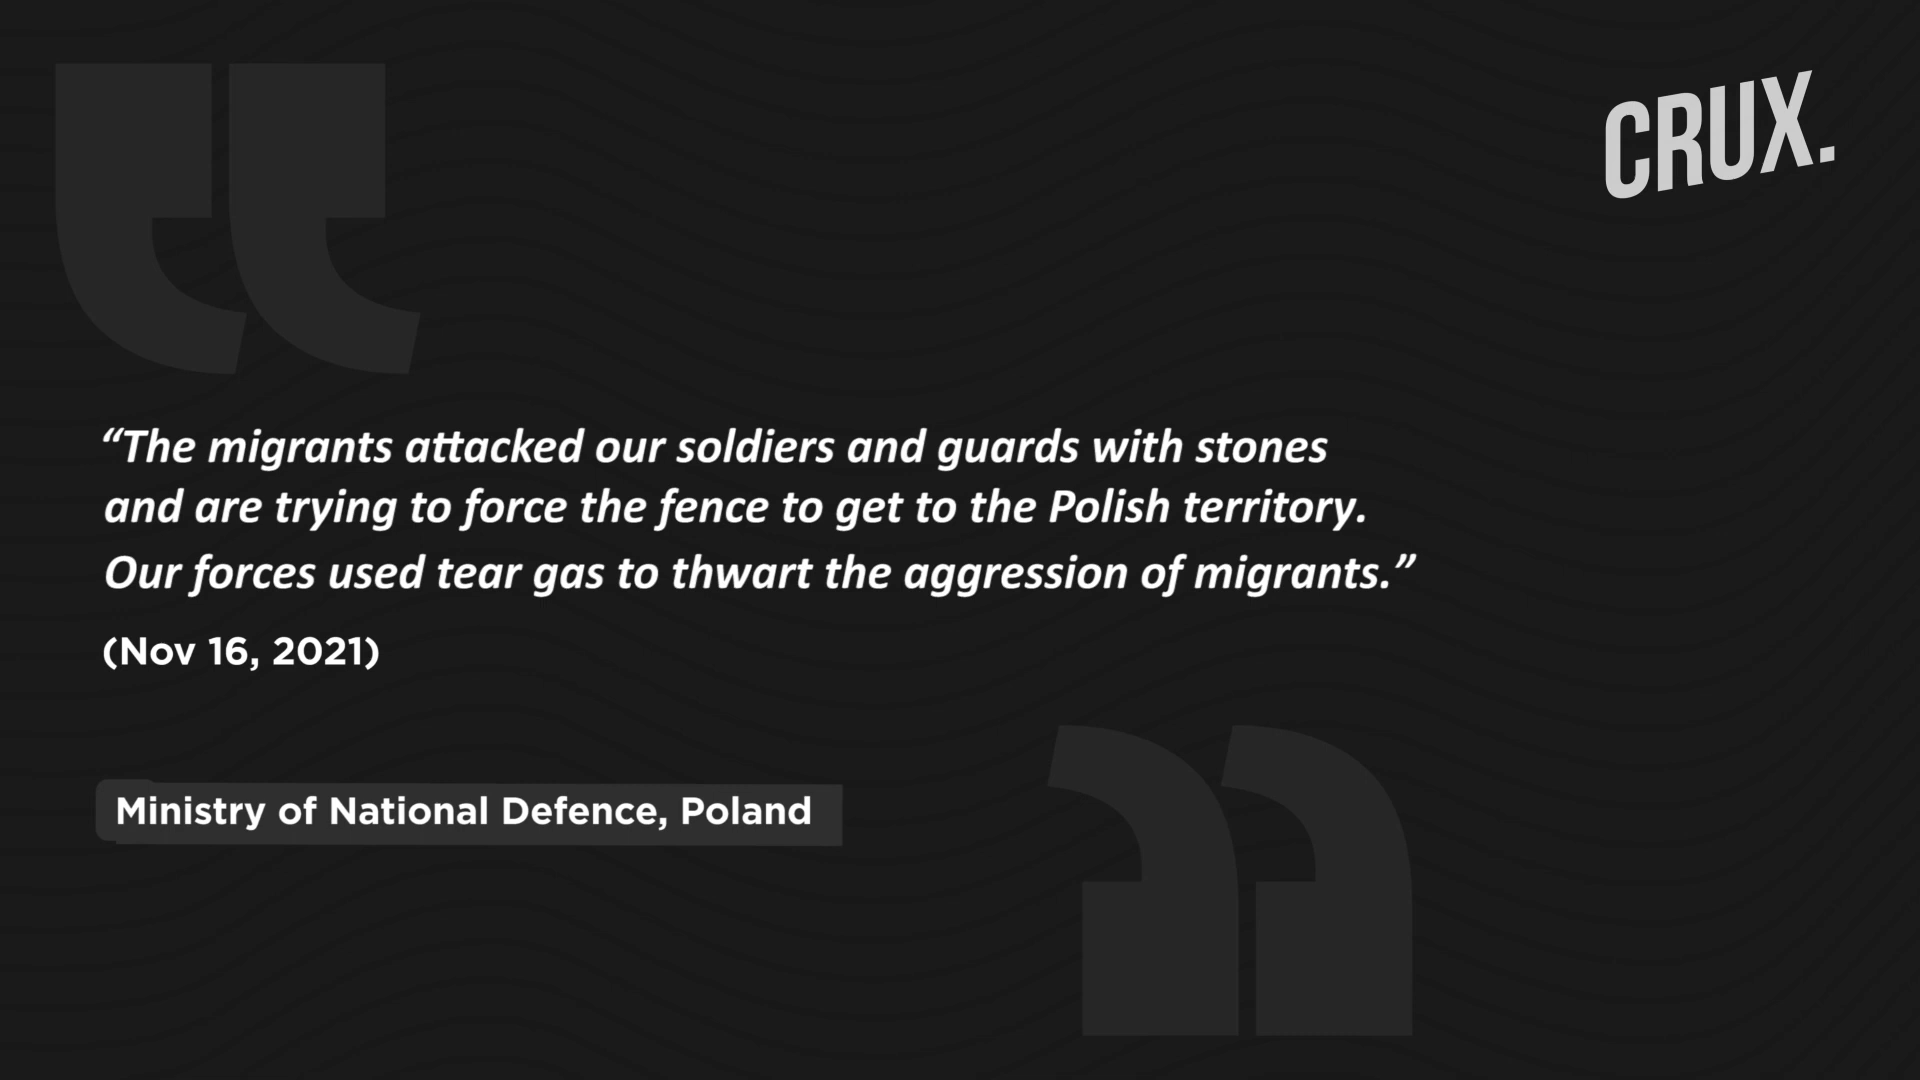 CRUX.
“The migrants attacked our soldiers and guards with stones
and are trying to force the fence to get to the Polish territory.
Our forces used tear gas to thwart the aggression of migrants.”
(Nov 16, 2021)
Ministry of National Defence, Poland